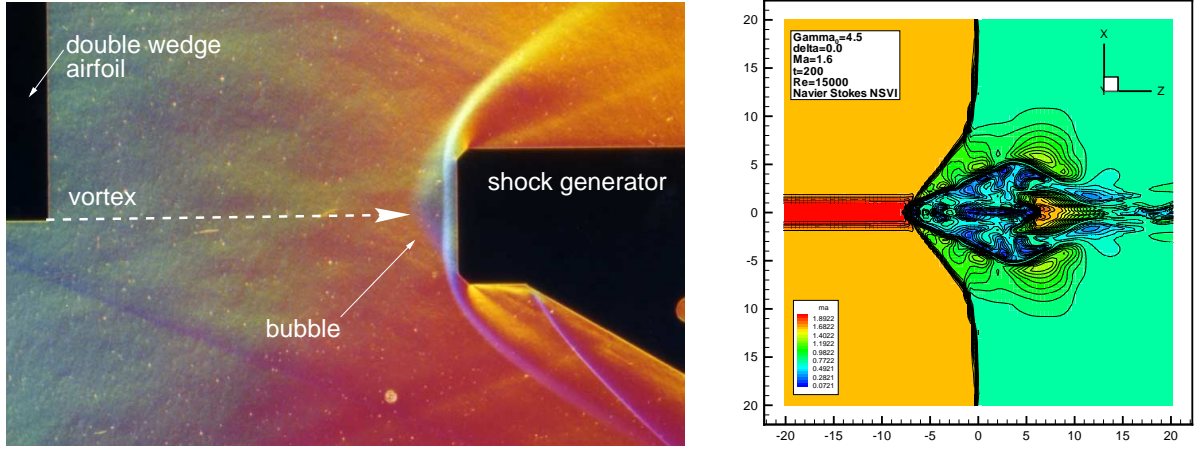 double wedge
airfoil
vortex
shock generator
bubble
Gamma0=4.5
delta=0.0
Ma=1.6
t=200
Re=15000
Navier Stokes NSVI
X
Y
Z
ma
1.8922
1.6822
1.4022
1.1922
0.9822
0.7722
0.4921
0.2821
0.0721
20
15
10
5
0
-5
10
15
20
-20
-15
-10
-5
0
5
10
15
20